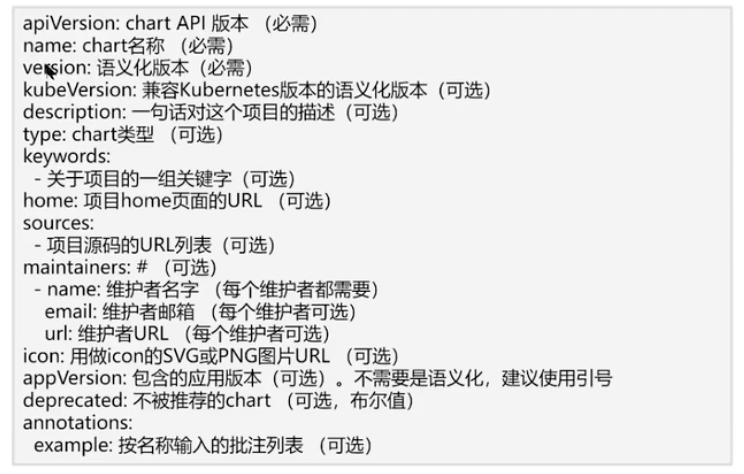 apiVersion: chart API 版本 （必需）
name: chart名称 （必需）
version: 语义化版本（必需）
kubeVersion: 兼容Kubernetes版本的语义化版本（可选）
description: 一句话对这个项目的描述（可选）
type: chart类型 （可选）
keywords:
- 关于项目的一组关键字（可选）
home: 项目home页面的URL （可选）
sources:
- 项目源码的URL列表（可选）
maintainers: # （可选）
- name: 维护者名字 （每个维护者都需要）
email: 维护者邮箱 （每个维护者可选）
url: 维护者URL （每个维护者可选）
icon: 用做icon的SVG或PNG图片URL （可选）
appVersion: 包含的应用版本（可选）。不需要是语义化，建议使用引号
deprecated: 不被推荐的chart （可选，布尔值）
annotations:
example: 按名称输入的批注列表 （可选）